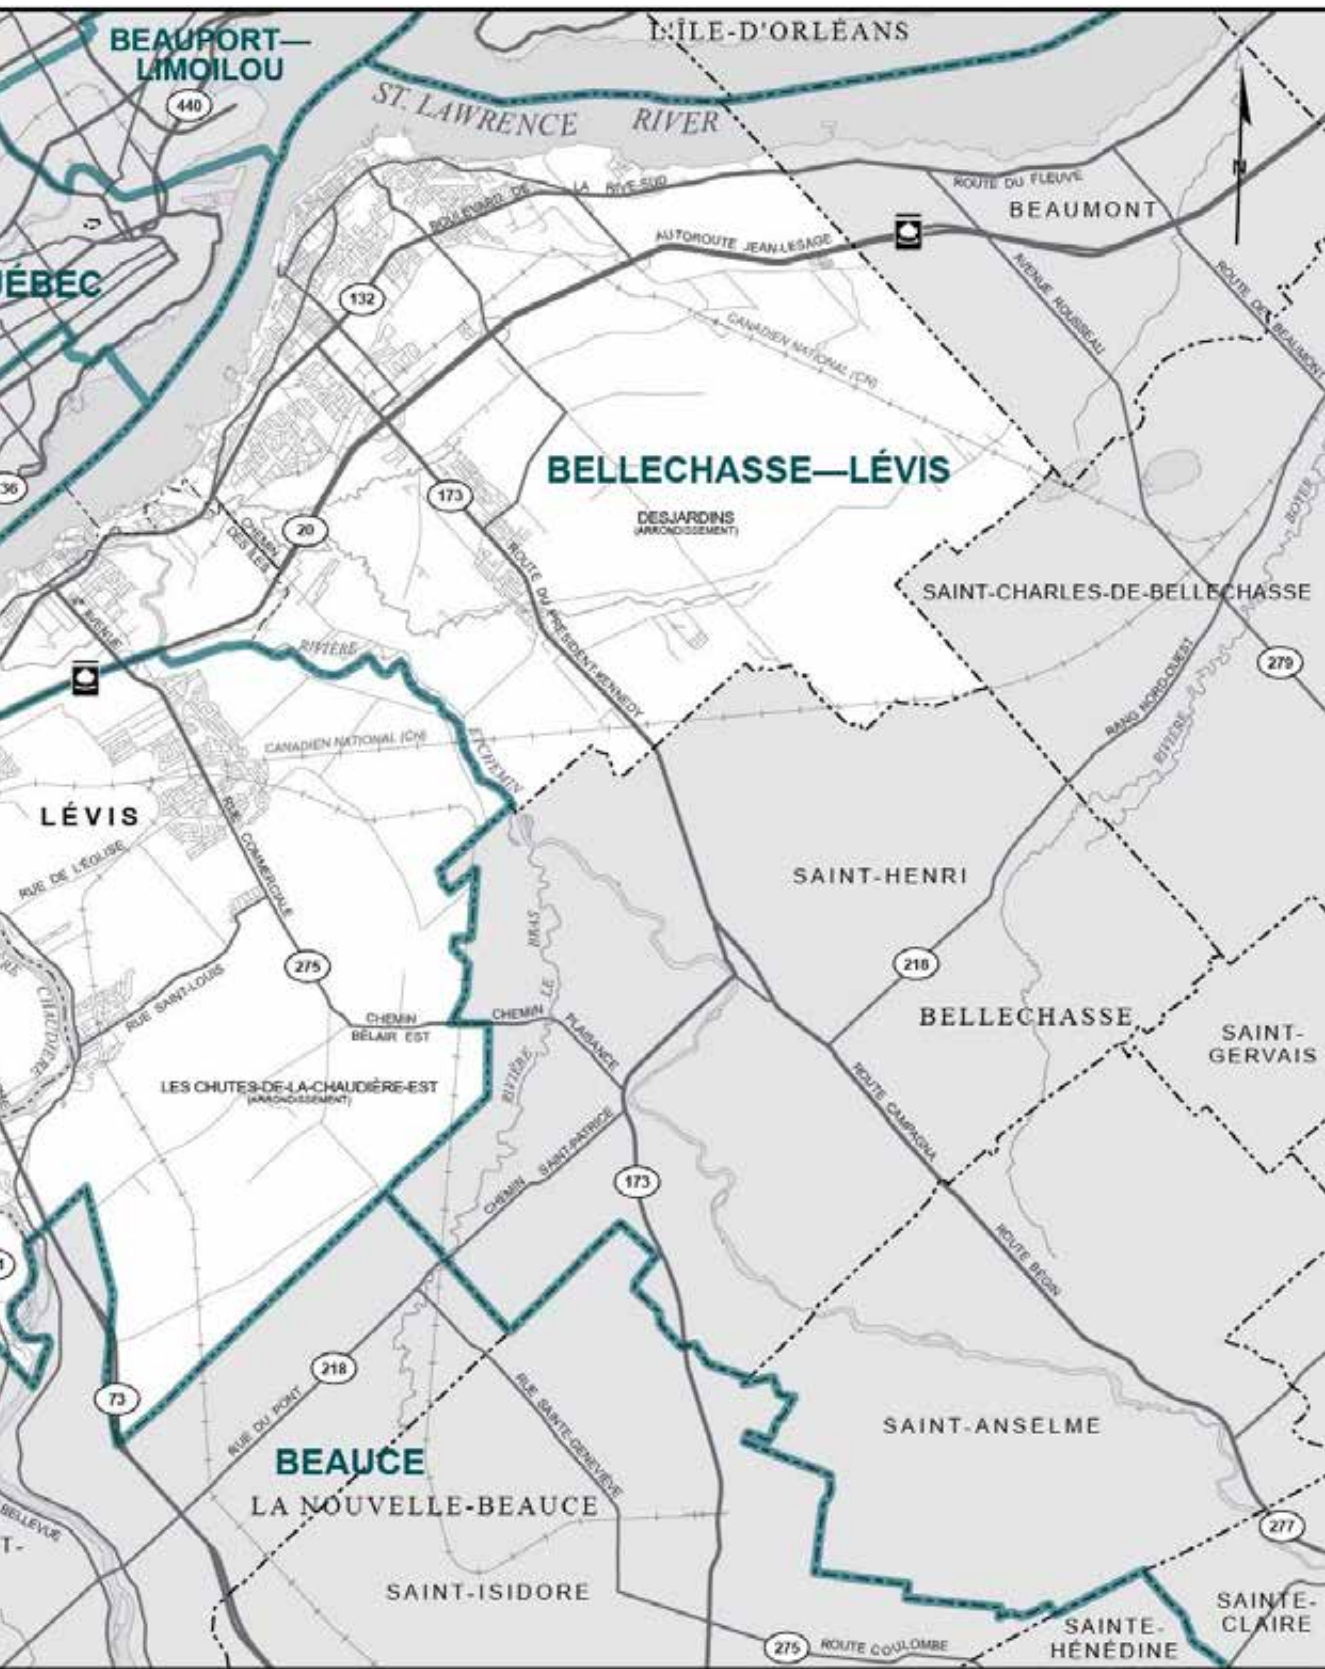 BEAUPORT—
LIMOILOU
440
L'ÎLE-D'ORLÉANS
ST. LAWRENCE RIVER
BOULEVARD DE LA RIVE-SUD
ROUTE DU FLEUVE
BEAUMONT
N
AUTOROUTE JEAN-LESAGE
AVENUE ROUSSEAU
ROUTE DE BEAUMONT
132
CANADIEN NATIONAL (CN)
BELLECHASSE—LÉVIS
DESJARDINS
(ARRONDISSEMENT)
173
20
CHEMIN
DES ÎLES
BOYER
RIVIÈRE
SAINT-CHARLES-DE-BELLECHASSE
279
RANG NORD-OUEST
ROUTE DU PRÉSIDENT-KENNEDY
AVENUE
RIVIÈRE
ETCHEMIN
CANADIEN NATIONAL (CN)
LÉVIS
RUE DE L'ÉGLISE
RUE COMMERCIALE
SAINT-HENRI
218
BELLECHASSE
SAINT-
GERVAIS
275
RUE SAINT-LOUIS
CHAUDIÈRE
CHEMIN
BÉLAIR EST
CHEMIN PLAISANCE
RIVIÈRE LE BRAS
LES CHUTES-DE-LA-CHAUDIÈRE-EST
(ARRONDISSEMENT)
CHEMIN SAINT-PATRICE
173
ROUTE CAMPAGNA
ROUTE BÉGIN
73
218
RUE DU PONT
RUE SAINTE-GENEVIÈVE
SAINT-ANSELME
BEAUCE
LA NOUVELLE-BEAUCE
277
BELLEVUE
SAINT-ISIDORE
275
ROUTE COULOMBE
SAINTE-
HÉNÉDINE
SAINTE-
CLAIRE